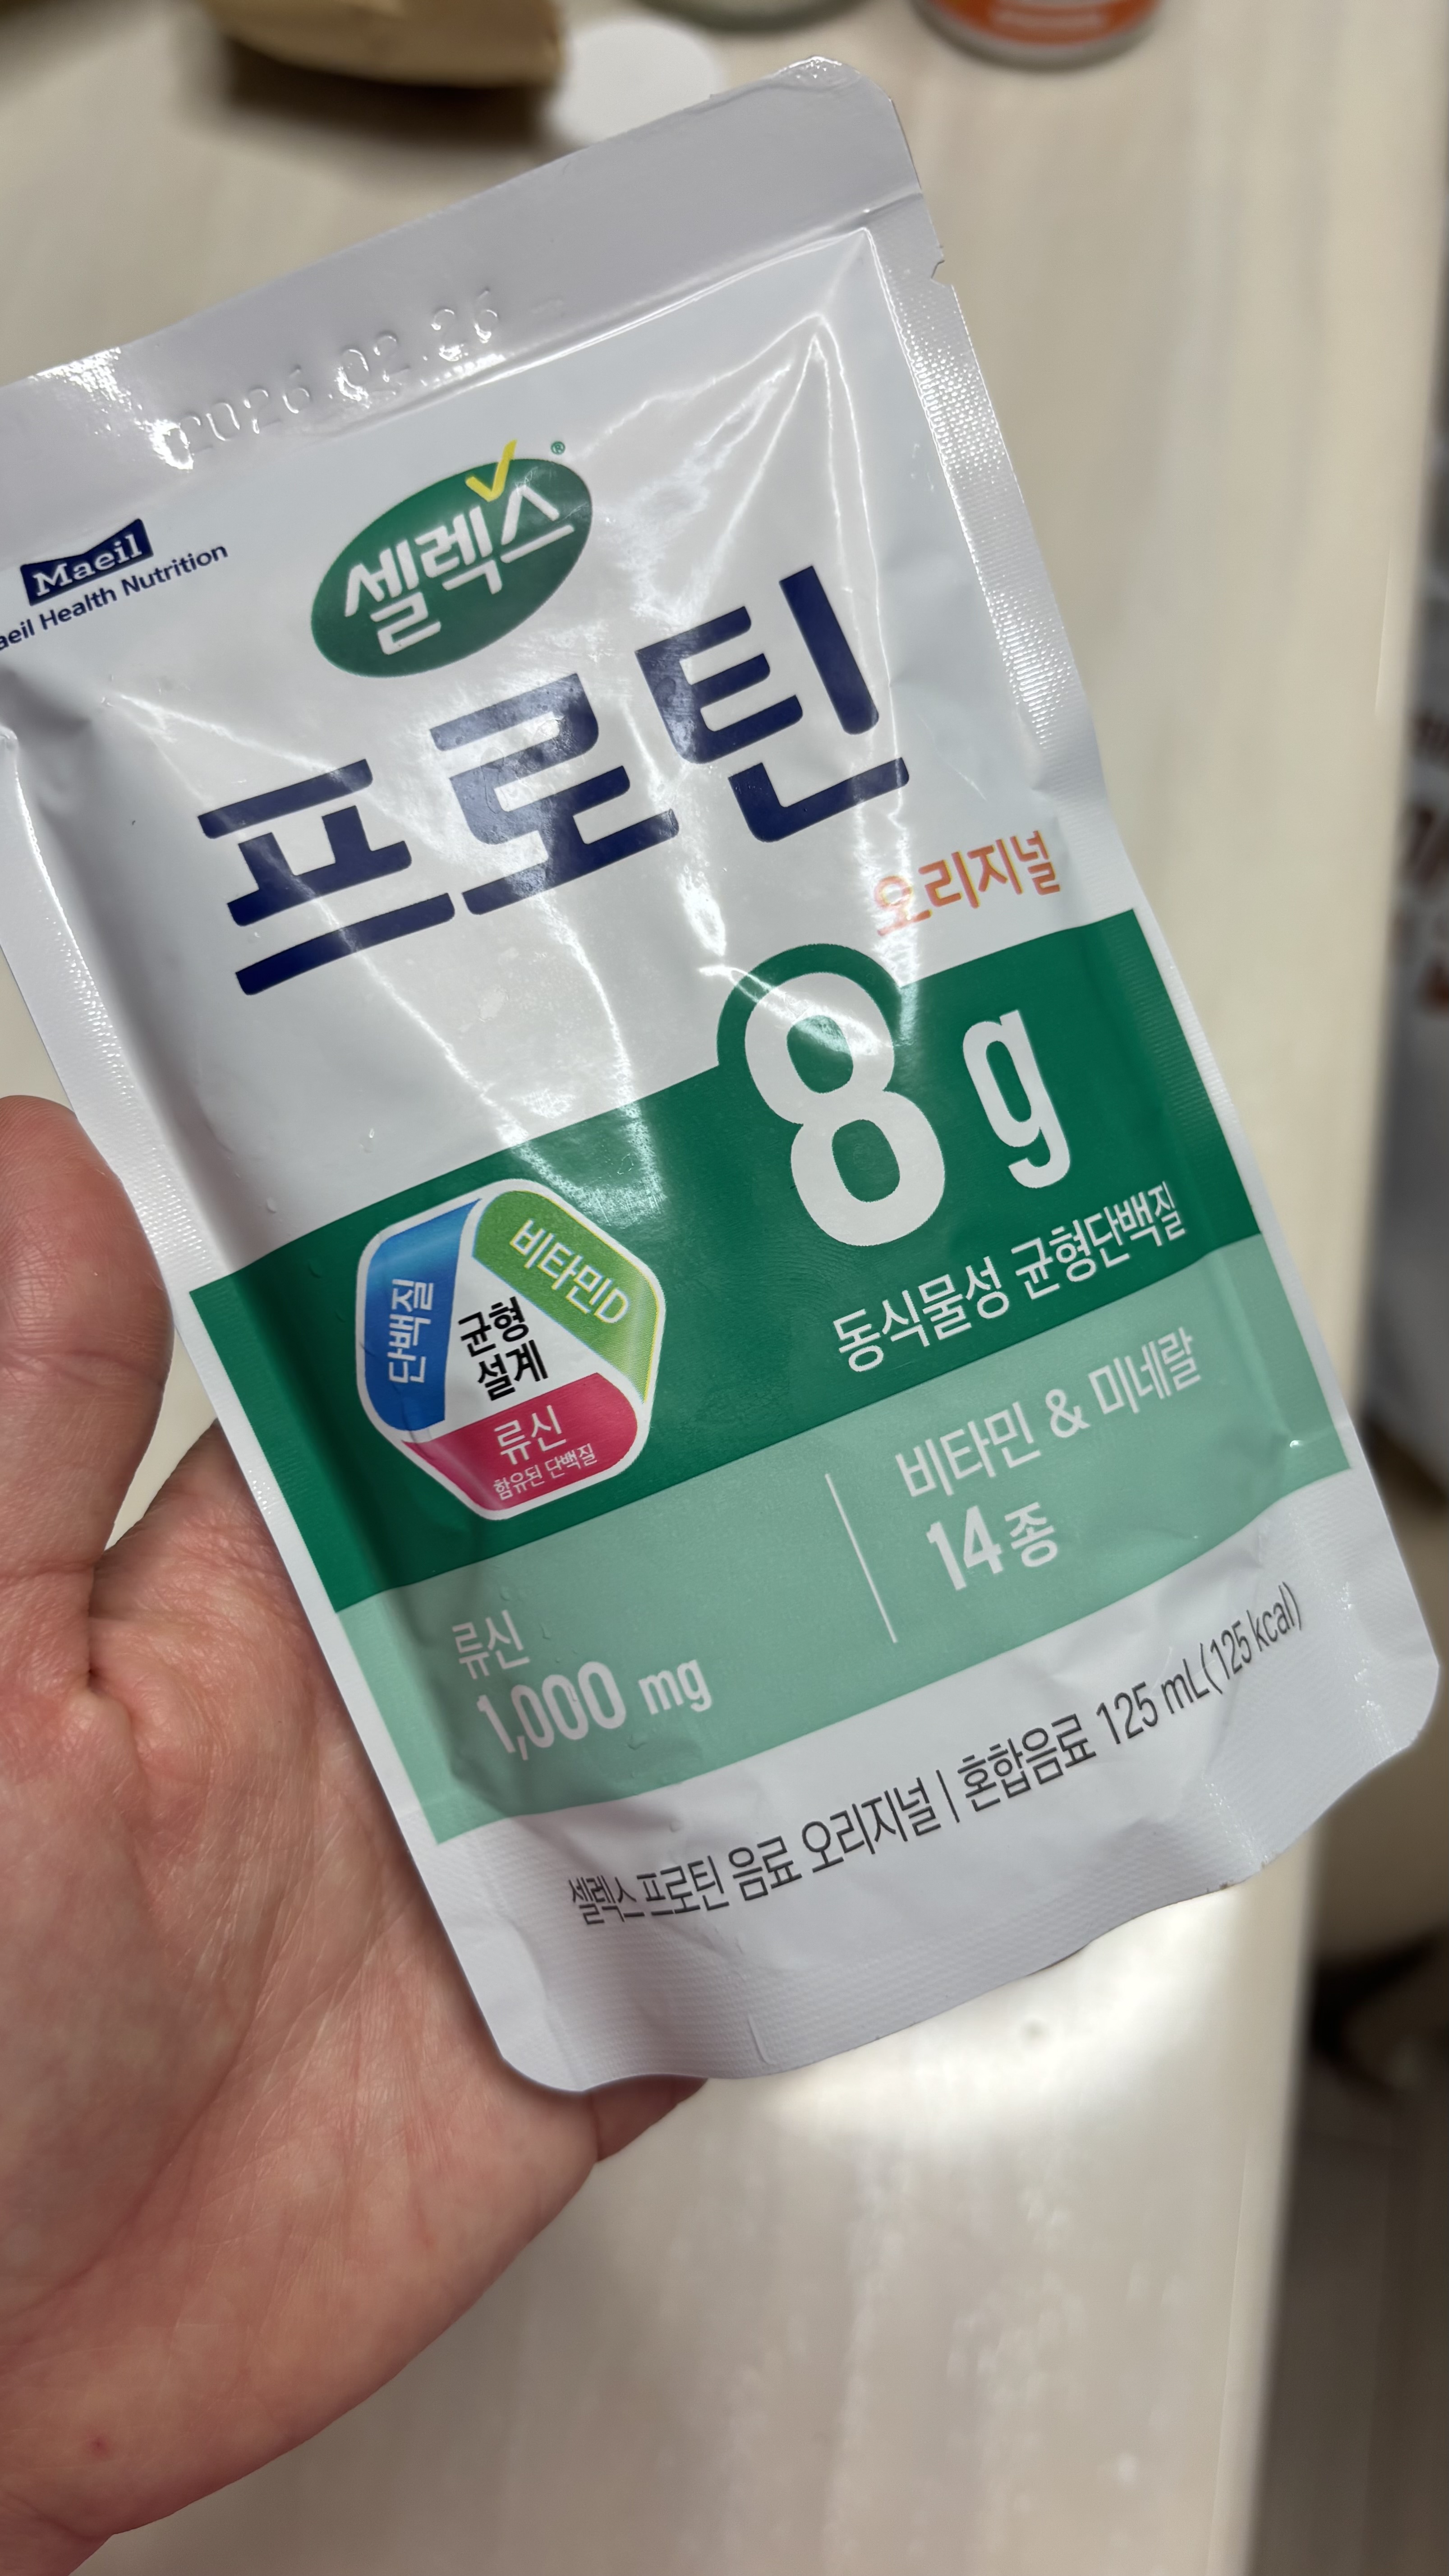 2026.02.26
Maeil
Maeil Health Nutrition
셀렉스®
프로틴
오리지널
8 g
동식물성 균형단백질
단백질
비타민D
균형
설계
류신
함유된 단백질
비타민 & 미네랄
14종
류신
1,000 mg
셀렉스 프로틴 음료 오리지널 | 혼합음료 125 mL(125 kcal)